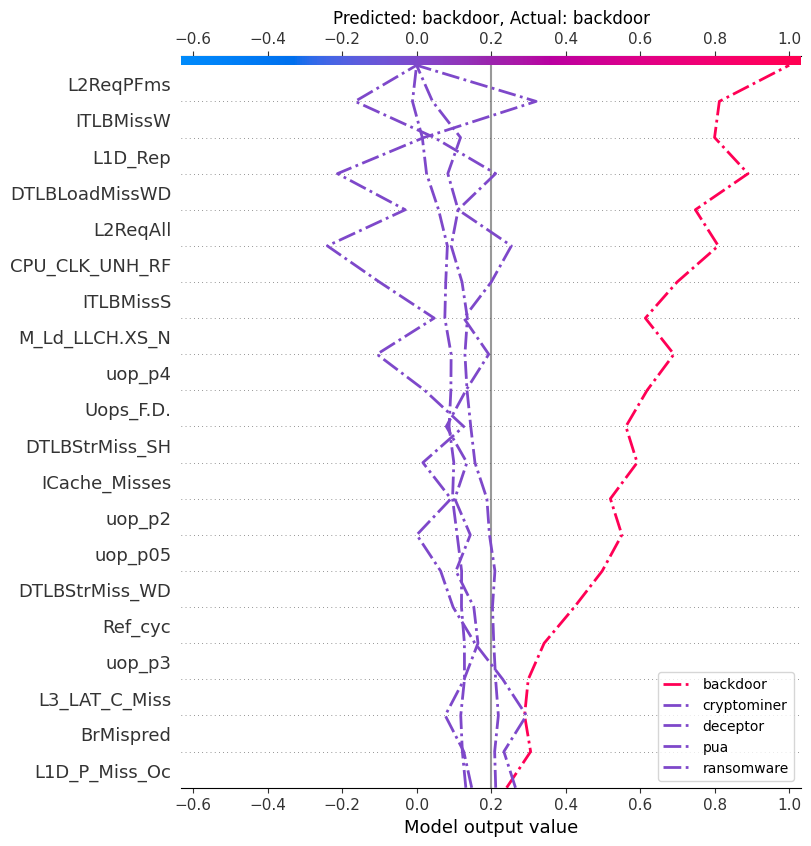 Predicted: backdoor, Actual: backdoor
−0.6 −0.4 −0.2 0.0 0.2 0.4 0.6 0.8 1.0
L2ReqPFms
ITLBMissW
L1D_Rep
DTLBLoadMissWD
L2ReqAll
CPU_CLK_UNH_RF
ITLBMissS
M_Ld_LLCH.XS_N
uop_p4
Uops_F.D.
DTLBStrMiss_SH
ICache_Misses
uop_p2
uop_p05
DTLBStrMiss_WD
Ref_cyc
uop_p3
L3_LAT_C_Miss
BrMispred
L1D_P_Miss_Oc
backdoor
cryptominer
deceptor
pua
ransomware
−0.6 −0.4 −0.2 0.0 0.2 0.4 0.6 0.8 1.0
Model output value